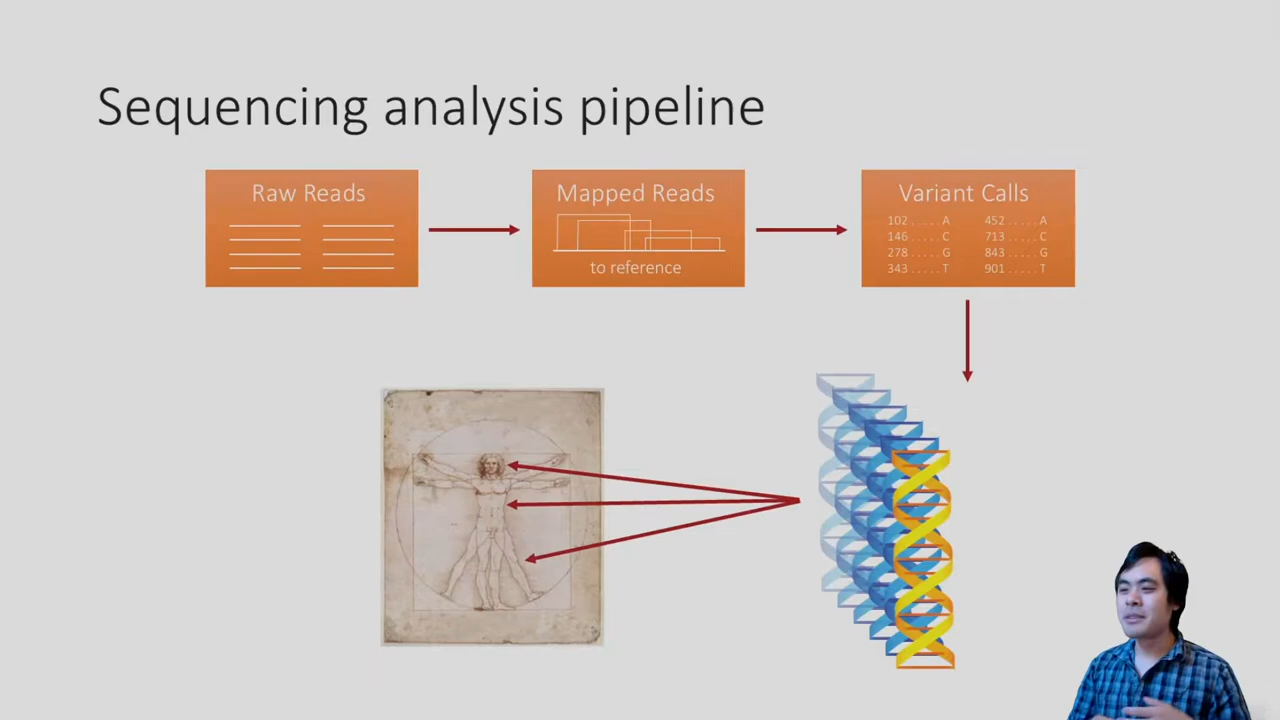 Sequencing analysis pipeline
Raw Reads
Mapped Reads
to reference
Variant Calls
102 . . . . . A 452 . . . . . A
146 . . . . . C 713 . . . . . C
278 . . . . . G 843 . . . . . G
343 . . . . . T 901 . . . . . T